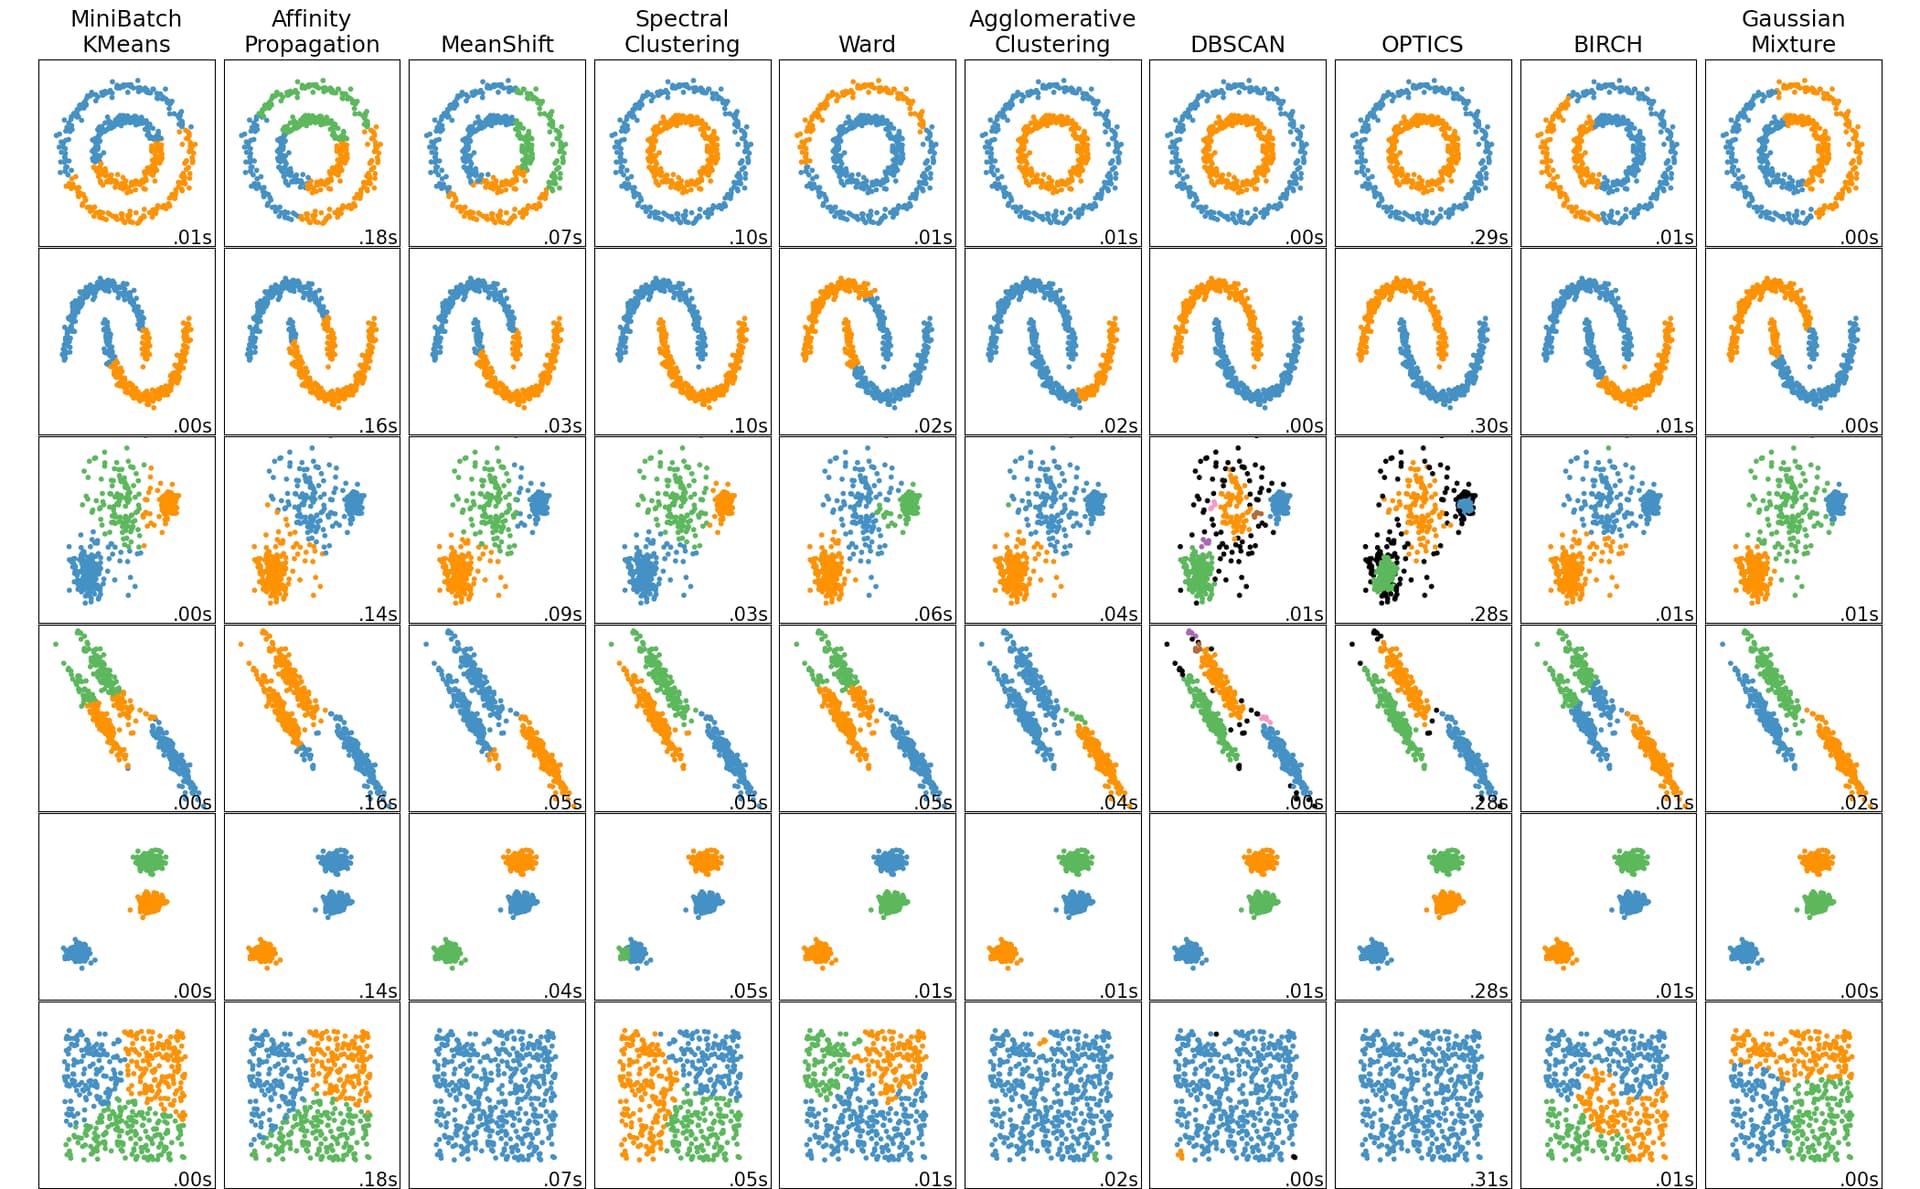 MiniBatch
KMeans
Affinity
Propagation
MeanShift
Spectral
Clustering
Ward
Agglomerative
Clustering
DBSCAN
OPTICS
BIRCH
Gaussian
Mixture
.01s
.18s
.07s
.10s
.01s
.01s
.00s
.29s
.01s
.00s
.00s
.16s
.03s
.10s
.02s
.02s
.00s
.30s
.01s
.00s
.00s
.14s
.09s
.03s
.06s
.04s
.01s
.28s
.01s
.01s
.00s
.16s
.05s
.05s
.05s
.04s
.00s
.28s
.01s
.02s
.00s
.14s
.04s
.05s
.01s
.01s
.01s
.28s
.01s
.00s
.00s
.18s
.07s
.05s
.01s
.02s
.00s
.31s
.01s
.00s